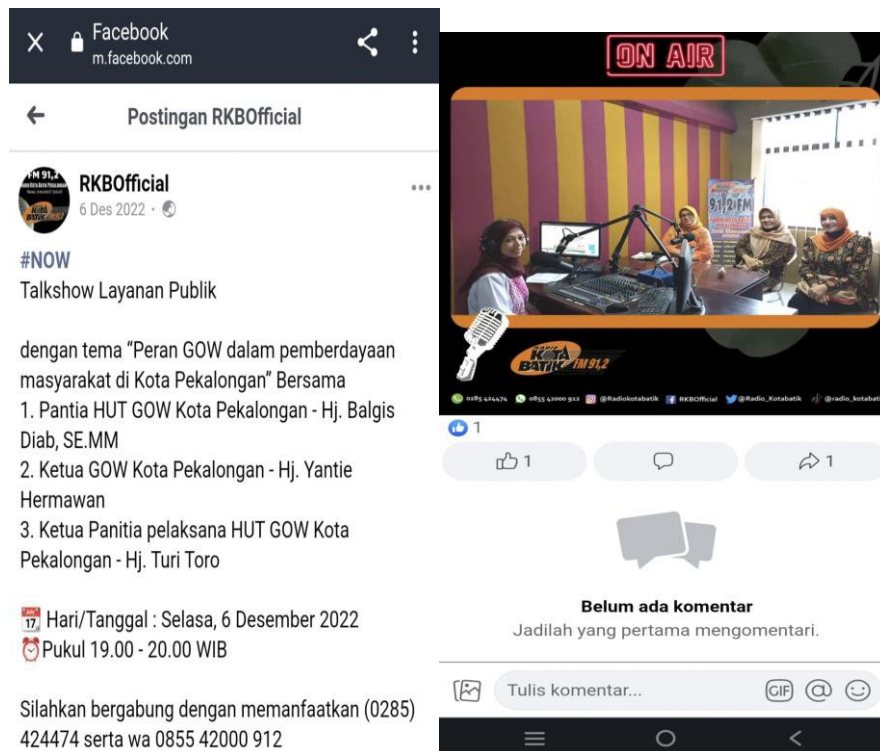 Facebook
m.facebook.com
Postingan RKBOfficial
FM 91,2
RKBOfficial
6 Des 2022
#NOW
Talkshow Layanan Publik
dengan tema “Peran GOW dalam pemberdayaan
masyarakat di Kota Pekalongan” Bersama
1. Pantia HUT GOW Kota Pekalongan - Hj. Balgis
Diab, SE.MM
2. Ketua GOW Kota Pekalongan - Hj. Yantie
Hermawan
3. Ketua Panitia pelaksana HUT GOW Kota
Pekalongan - Hj. Turi Toro
Hari/Tanggal : Selasa, 6 Desember 2022
Pukul 19.00 - 20.00 WIB
Silahkan bergabung dengan memanfaatkan (0285)
424474 serta wa 0855 42000 912
ON AIR
91,2 FM
RADIO
KOTA
BATIK FM 91,2
0285 424474 0855 42000 912 @Radiokotabatik RKBOfficial @Radio_Kotabatik @radio_kotabati
1
1 1
Belum ada komentar
Jadilah yang pertama mengomentari.
Tulis komentar... GIF